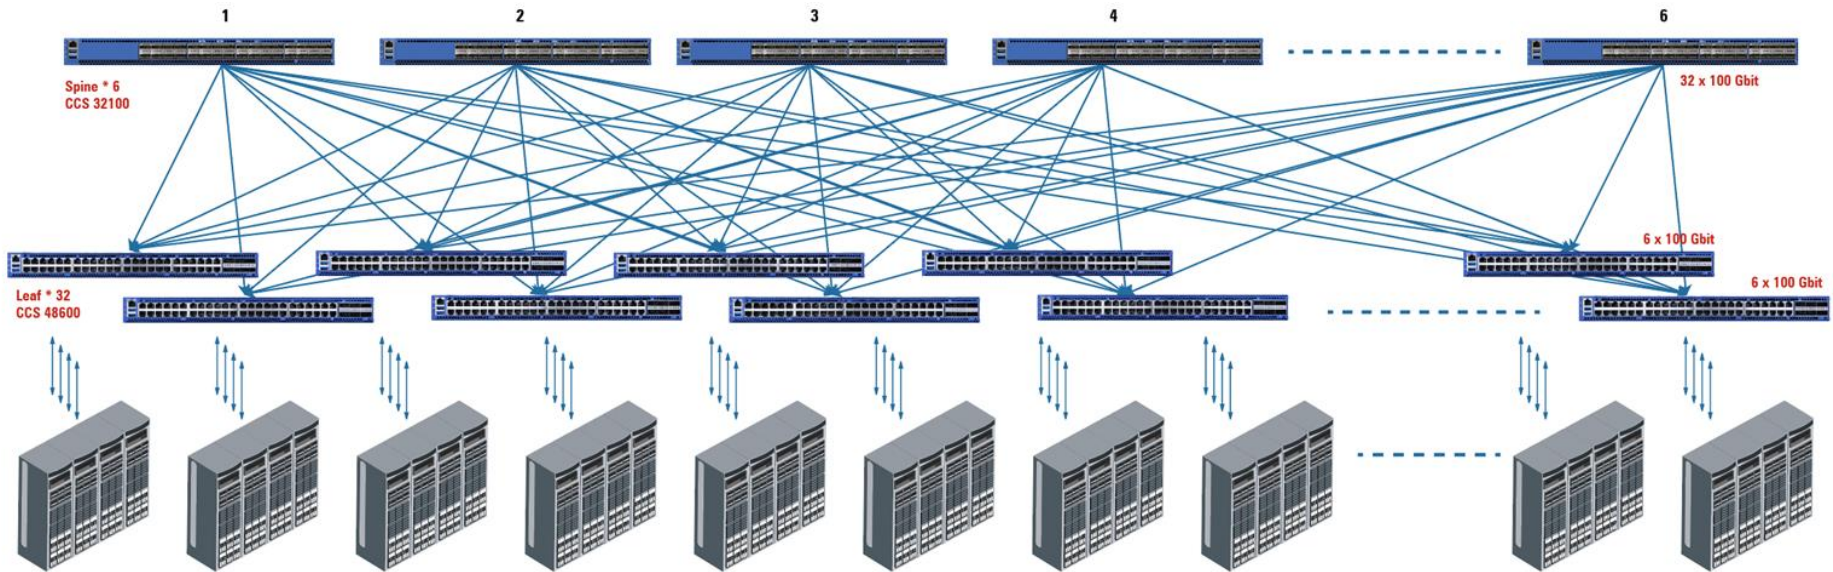 1
2
3
4
6
Spine * 6
CCS 32100
32 x 100 Gbit
6 x 100 Gbit
Leaf * 32
CCS 48600
6 x 100 Gbit